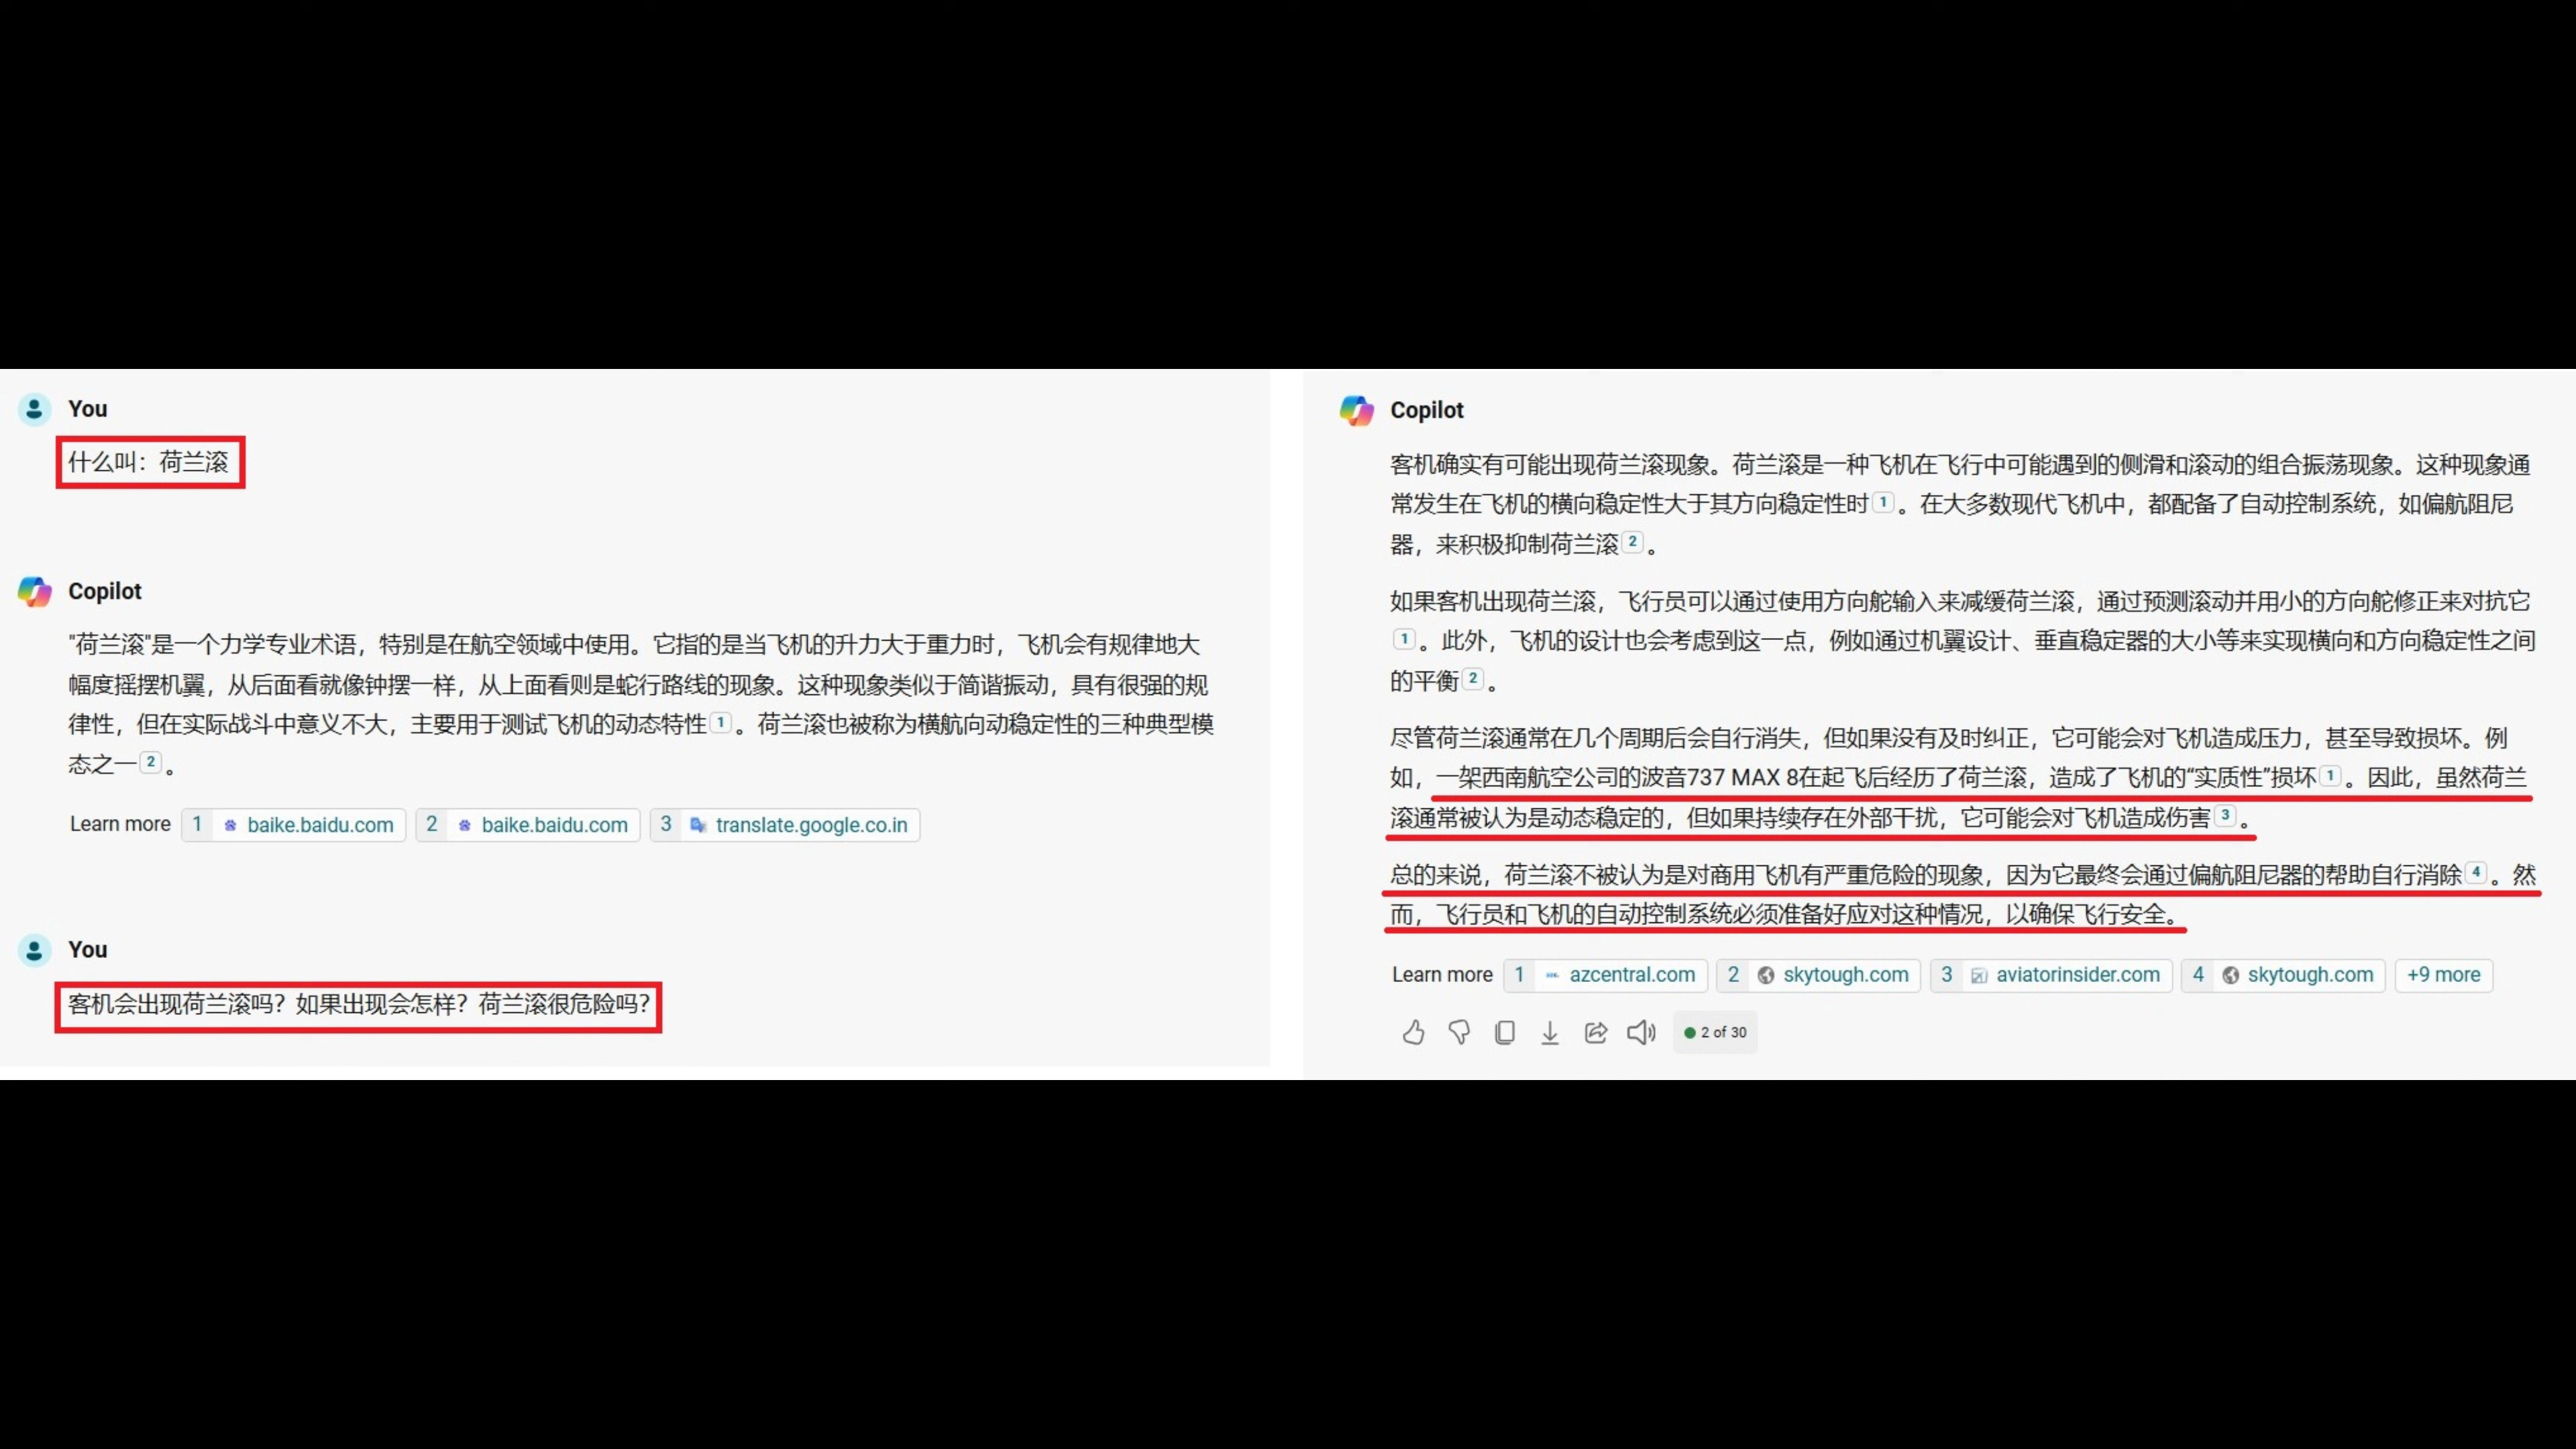 You
什么叫：荷兰滚
Copilot
"荷兰滚"是一个力学专业术语，特别是在航空领域中使用。它指的是当飞机的升力大于重力时，飞机会有规律地大
幅度摇摆机翼，从后面看就像钟摆一样，从上面看则是蛇行路线的现象。这种现象类似于简谐振动，具有很强的规
律性，但在实际战斗中意义不大，主要用于测试飞机的动态特性 1 。荷兰滚也被称为横航向动稳定性的三种典型模
态之一 2 。
Learn more 1 baike.baidu.com 2 baike.baidu.com 3 translate.google.co.in
You
客机会出现荷兰滚吗？如果出现会怎样？荷兰滚很危险吗？
Copilot
客机确实有可能出现荷兰滚现象。荷兰滚是一种飞机在飞行中可能遇到的侧滑和滚动的组合振荡现象。这种现象通
常发生在飞机的横向稳定性大于其方向稳定性时 1 。在大多数现代飞机中，都配备了自动控制系统，如偏航阻尼
器，来积极抑制荷兰滚 2 。
如果客机出现荷兰滚，飞行员可以通过使用方向舵输入来减缓荷兰滚，通过预测滚动并用小的方向舵修正来对抗它
1 。此外，飞机的设计也会考虑到这一点，例如通过机翼设计、垂直稳定器的大小等来实现横向和方向稳定性之间
的平衡 2 。
尽管荷兰滚通常在几个周期后会自行消失，但如果没有及时纠正，它可能会对飞机造成压力，甚至导致损坏。例
如，一架西南航空公司的波音737 MAX 8在起飞后经历了荷兰滚，造成了飞机的“实质性”损坏 1 。因此，虽然荷兰
滚通常被认为是动态稳定的，但如果持续存在外部干扰，它可能会对飞机造成伤害 3 。
总的来说，荷兰滚不被认为是对商用飞机有严重危险的现象，因为它最终会通过偏航阻尼器的帮助自行消除 4 。然
而，飞行员和飞机的自动控制系统必须准备好应对这种情况，以确保飞行安全。
Learn more 1 azcentral.com 2 skytough.com 3 aviatorinsider.com 4 skytough.com +9 more
2 of 30